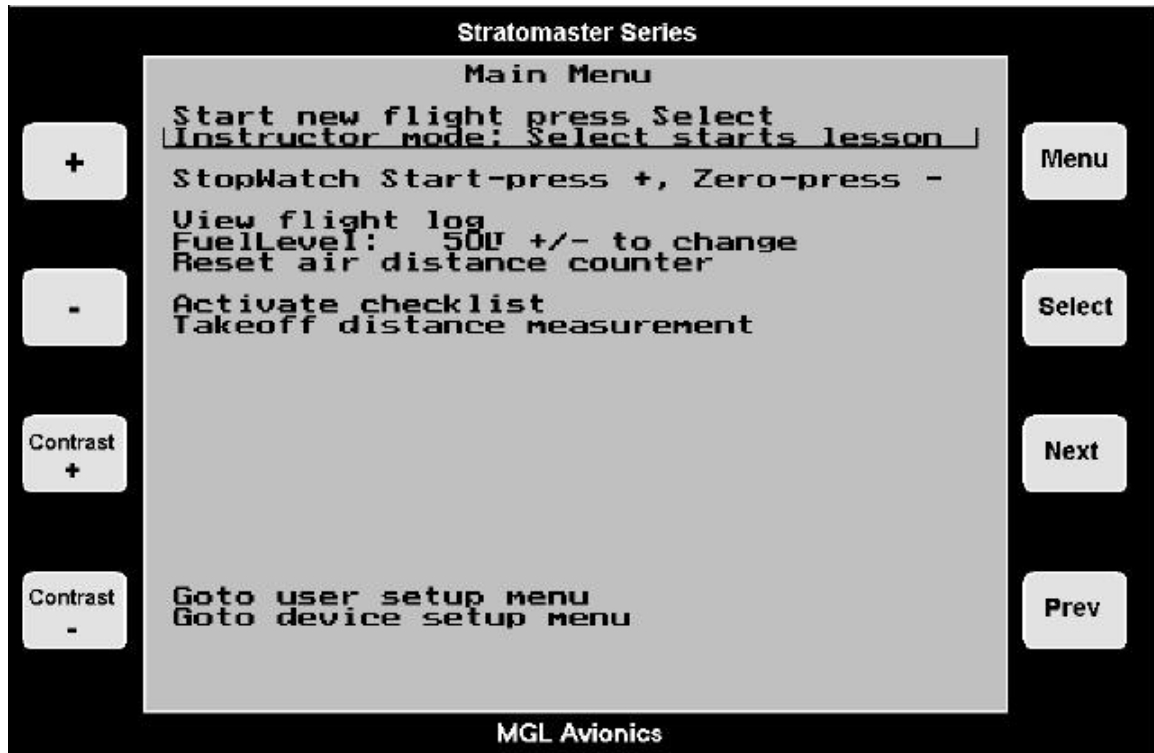 Stratomaster Series
Main Menu
Start new flight press Select
Instructor mode: Select starts lesson
StopWatch Start-press +, Zero-press -
View flight log
FuelLevel: 50LT +/- to change
Reset air distance counter
Activate checklist
Takeoff distance measurement
Goto user setup menu
Goto device setup menu
+
-
Contrast
+
Contrast
-
Menu
Select
Next
Prev
MGL Avionics